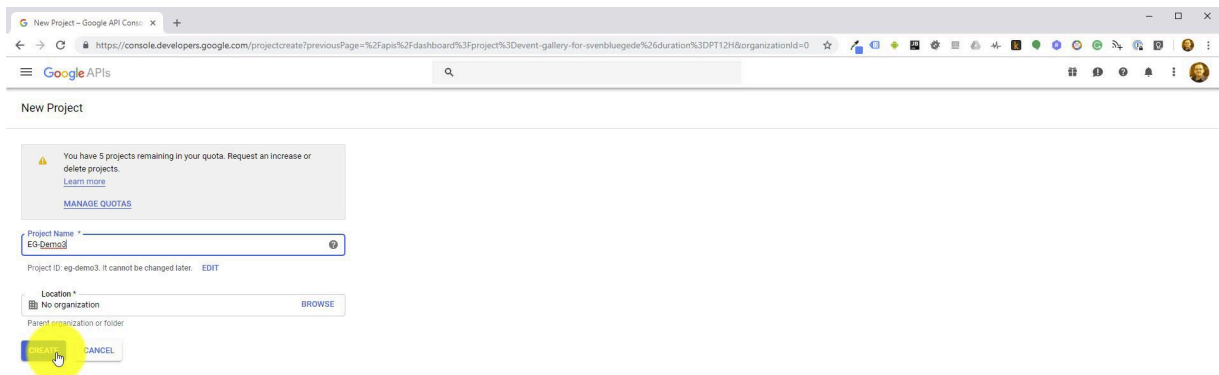 New Project – Google API Conso
https://console.developers.google.com/projectcreate?previousPage=%2Fapis%2Fdashboard%3Fproject%3Devent-gallery-for-svenbluegede%26duration%3DPT12H&organizationId=0
Google APIs
New Project
You have 5 projects remaining in your quota. Request an increase or
delete projects.
Learn more
MANAGE QUOTAS
Project Name *
EG-Demo3
Project ID: eg-demo3. It cannot be changed later. EDIT
Location *
No organization BROWSE
Parent organization or folder
CREATE CANCEL